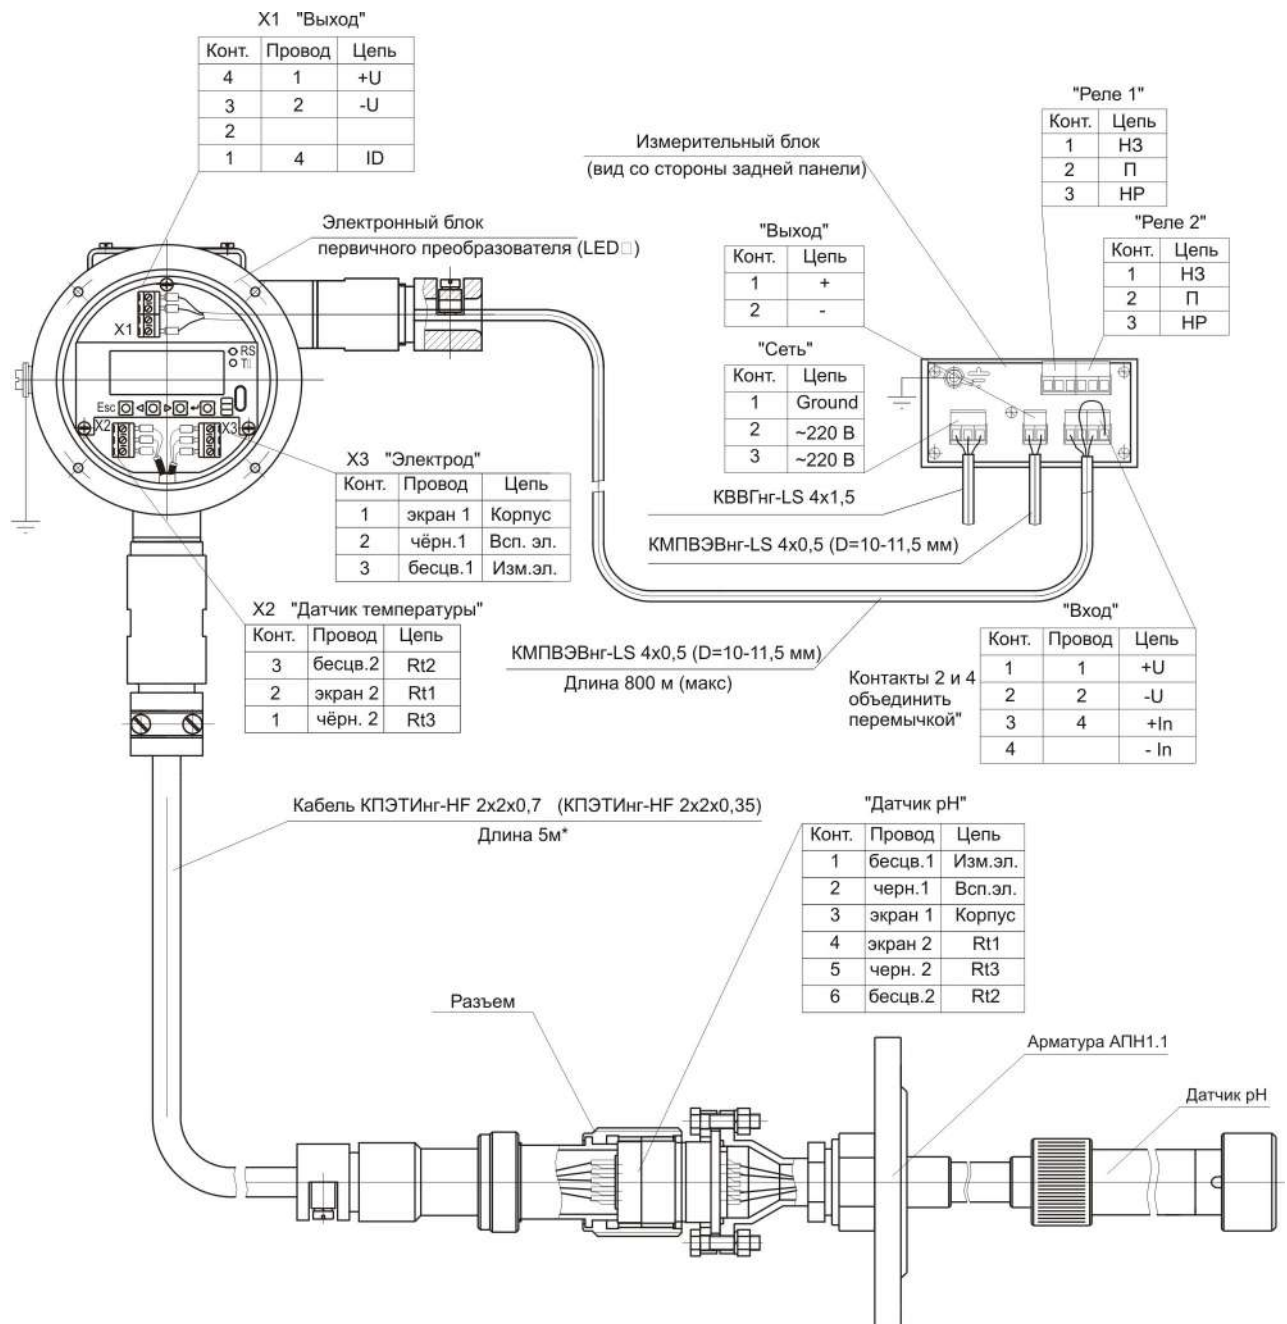 X1 "Выход"
Конт. Провод Цепь
4 1 +U
3 2 -U
2
1 4 ID
Электронный блок
первичного преобразователя (LED□)
X1
RS
Esc
X2
X3
X3 "Электрод"
Конт. Провод Цепь
1 экран 1 Корпус
2 чёрн.1 Всп. эл.
3 бесцв.1 Изм.эл.
X2 "Датчик температуры"
Конт. Провод Цепь
3 бесцв.2 Rt2
2 экран 2 Rt1
1 чёрн. 2 Rt3
Измерительный блок
(вид со стороны задней панели)
"Реле 1"
Конт. Цепь
1 НЗ
2 П
3 НР
"Реле 2"
Конт. Цепь
1 НЗ
2 П
3 НР
"Выход"
Конт. Цепь
1 +
2 -
"Сеть"
Конт. Цепь
1 Ground
2 ~220 В
3 ~220 В
КВВГнг-LS 4х1,5
КМПВЭВнг-LS 4х0,5 (D=10-11,5 мм)
КМПВЭВнг-LS 4х0,5 (D=10-11,5 мм)
Длина 800 м (макс)
"Вход"
Конт. Провод Цепь
1 1 +U
2 2 -U
3 4 +In
4 - In
Контакты 2 и 4
объединить
перемычкой"
Кабель КПЭТИнг-HF 2х2х0,7 (КПЭТИнг-HF 2х2х0,35)
Длина 5м*
"Датчик pH"
Конт. Провод Цепь
1 бесцв.1 Изм.эл.
2 черн.1 Всп.эл.
3 экран 1 Корпус
4 экран 2 Rt1
5 черн. 2 Rt3
6 бесцв.2 Rt2
Разъем
Арматура АПН1.1
Датчик pH